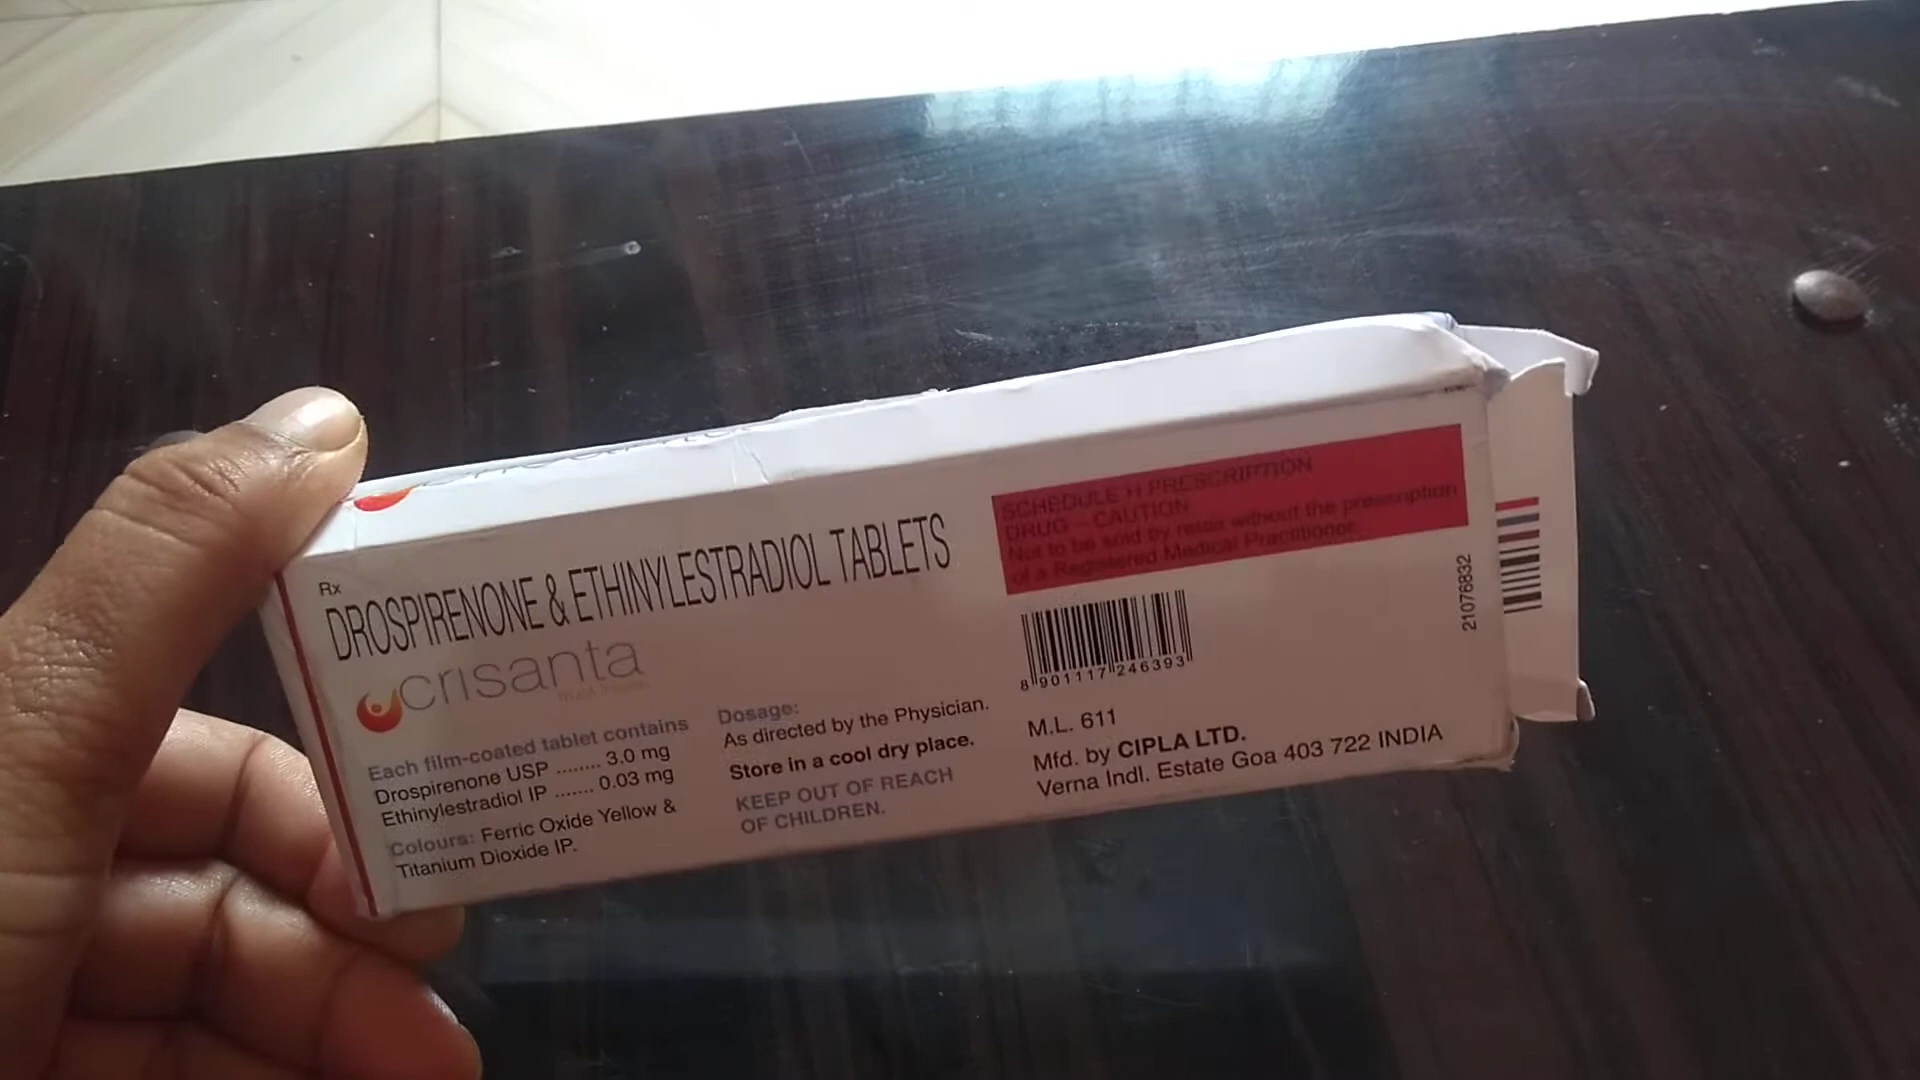 Rx
DROSPIRENONE & ETHINYLESTRADIOL TABLETS
crisanta
Each film-coated tablet contains
Drospirenone USP ........ 3.0 mg
Ethinylestradiol IP ....... 0.03 mg
Colours: Ferric Oxide Yellow &
Titanium Dioxide IP.
Dosage:
As directed by the Physician.
Store in a cool dry place.
KEEP OUT OF REACH
OF CHILDREN.
SCHEDULE H PRESCRIPTION
DRUG - CAUTION
Not to be sold by retail without the prescription
of a Registered Medical Practitioner.
8 901117 246393
M.L. 611
Mfd. by CIPLA LTD.
Verna Indl. Estate Goa 403 722 INDIA
21076832